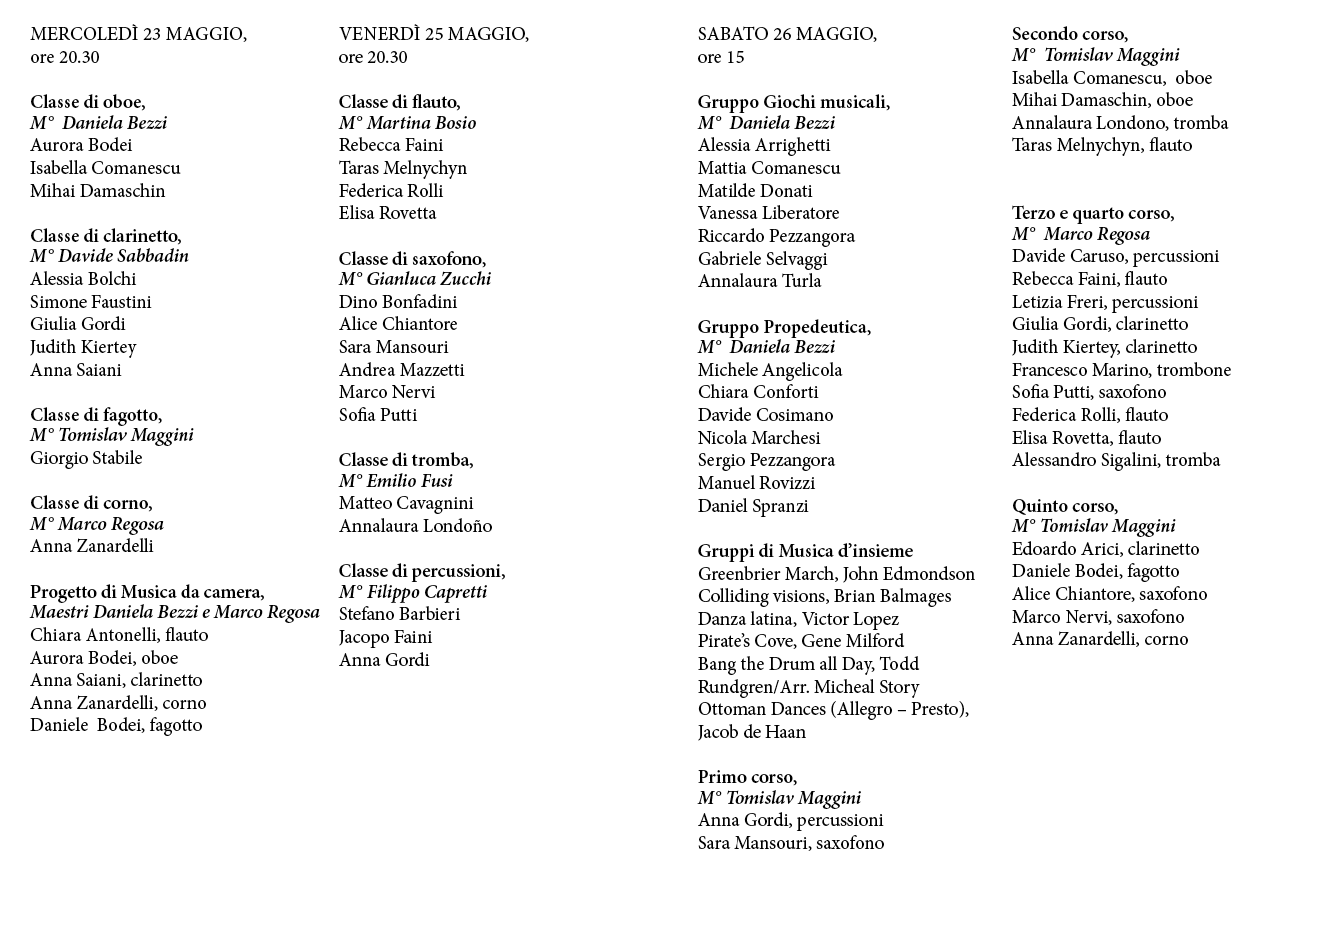 MERCOLEDÌ 23 MAGGIO,
ore 20.30
Classe di oboe,
M° Daniela Bezzi
Aurora Bodei
Isabella Comanescu
Mihai Damaschin
Classe di clarinetto,
M° Davide Sabbadin
Alessia Bolchi
Simone Faustini
Giulia Gordi
Judith Kiertey
Anna Saiani
Classe di fagotto,
M° Tomislav Maggini
Giorgio Stabile
Classe di corno,
M° Marco Regosa
Anna Zanardelli
Progetto di Musica da camera,
Maestri Daniela Bezzi e Marco Regosa
Chiara Antonelli, flauto
Aurora Bodei, oboe
Anna Saiani, clarinetto
Anna Zanardelli, corno
Daniele Bodei, fagotto
VENERDÌ 25 MAGGIO,
ore 20.30
Classe di flauto,
M° Martina Bosio
Rebecca Faini
Taras Melnychyn
Federica Rolli
Elisa Rovetta
Classe di saxofono,
M° Gianluca Zucchi
Dino Bonfadini
Alice Chiantore
Sara Mansouri
Andrea Mazzetti
Marco Nervi
Sofia Putti
Classe di tromba,
M° Emilio Fusi
Matteo Cavagnini
Annalaura Londoño
Classe di percussioni,
M° Filippo Capretti
Stefano Barbieri
Jacopo Faini
Anna Gordi
SABATO 26 MAGGIO,
ore 15
Gruppo Giochi musicali,
M° Daniela Bezzi
Alessia Arrighetti
Mattia Comanescu
Matilde Donati
Vanessa Liberatore
Riccardo Pezzangora
Gabriele Selvaggi
Annalaura Turla
Gruppo Propedeutica,
M° Daniela Bezzi
Michele Angelicola
Chiara Conforti
Davide Cosimano
Nicola Marchesi
Sergio Pezzangora
Manuel Rovizzi
Daniel Spranzi
Gruppi di Musica d’insieme
Greenbrier March, John Edmondson
Colliding visions, Brian Balmages
Danza latina, Victor Lopez
Pirate’s Cove, Gene Milford
Bang the Drum all Day, Todd
Rundgren/Arr. Micheal Story
Ottoman Dances (Allegro – Presto),
Jacob de Haan
Primo corso,
M° Tomislav Maggini
Anna Gordi, percussioni
Sara Mansouri, saxofono
Secondo corso,
M° Tomislav Maggini
Isabella Comanescu, oboe
Mihai Damaschin, oboe
Annalaura Londono, tromba
Taras Melnychyn, flauto
Terzo e quarto corso,
M° Marco Regosa
Davide Caruso, percussioni
Rebecca Faini, flauto
Letizia Freri, percussioni
Giulia Gordi, clarinetto
Judith Kiertey, clarinetto
Francesco Marino, trombone
Sofia Putti, saxofono
Federica Rolli, flauto
Elisa Rovetta, flauto
Alessandro Sigalini, tromba
Quinto corso,
M° Tomislav Maggini
Edoardo Arici, clarinetto
Daniele Bodei, fagotto
Alice Chiantore, saxofono
Marco Nervi, saxofono
Anna Zanardelli, corno